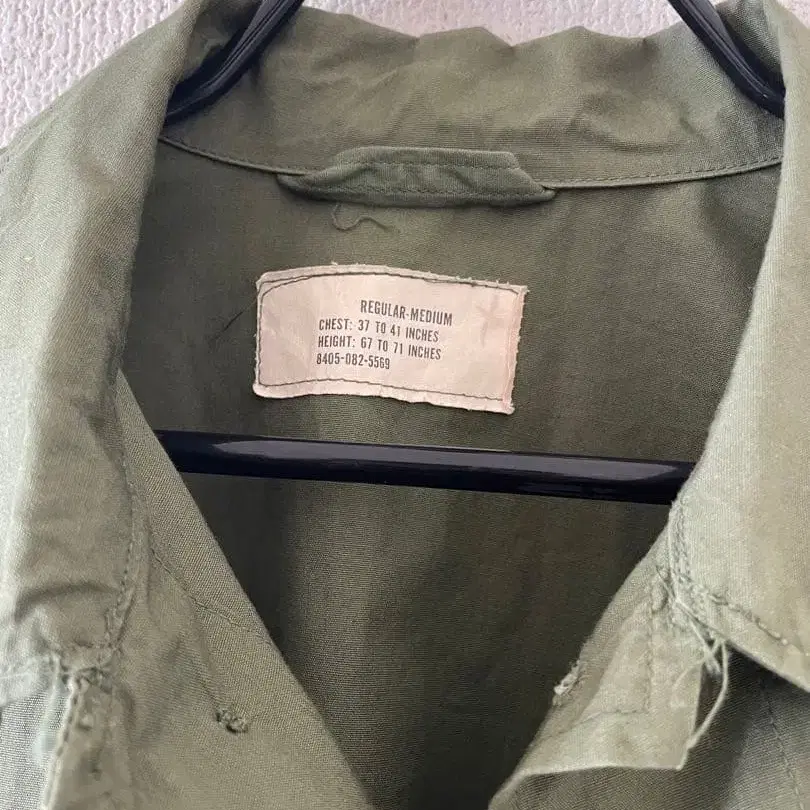 REGULAR-MEDIUM
CHEST: 37 TO 41 INCHES
HEIGHT: 67 TO 71 INCHES
8405-082-5569